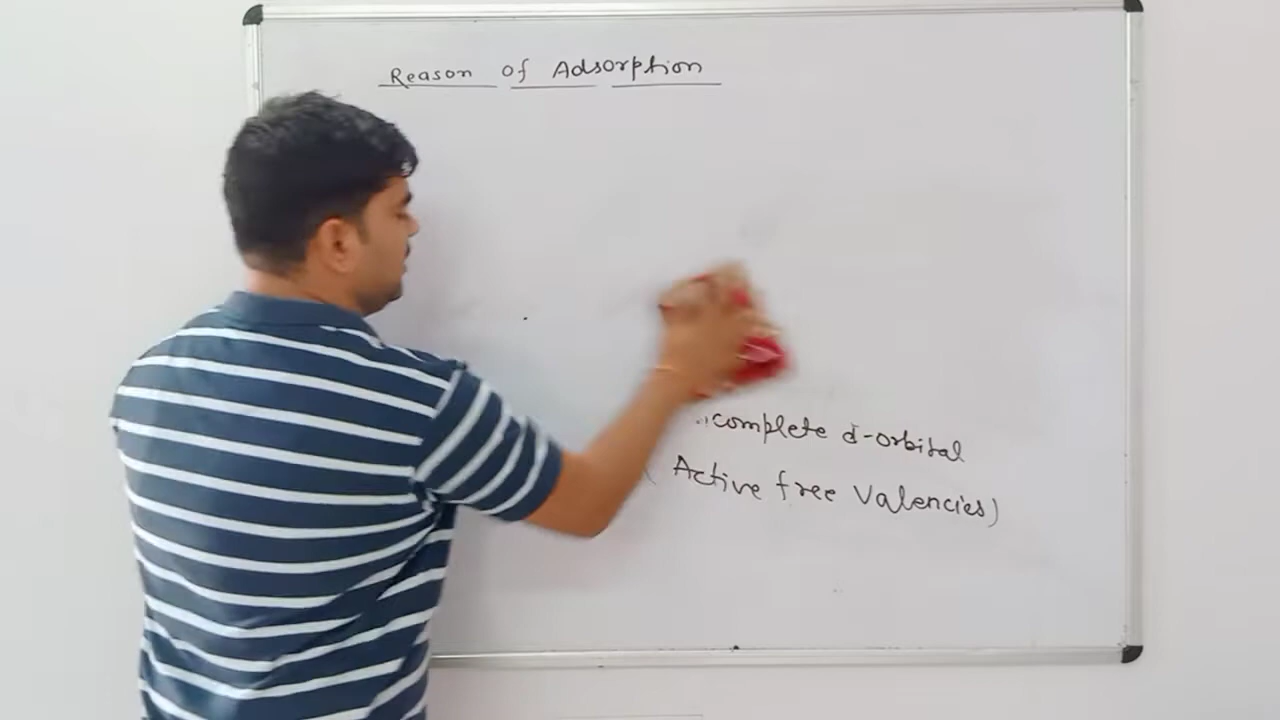 Reason of Adsorption
complete d-orbital
( Active free Valencies)